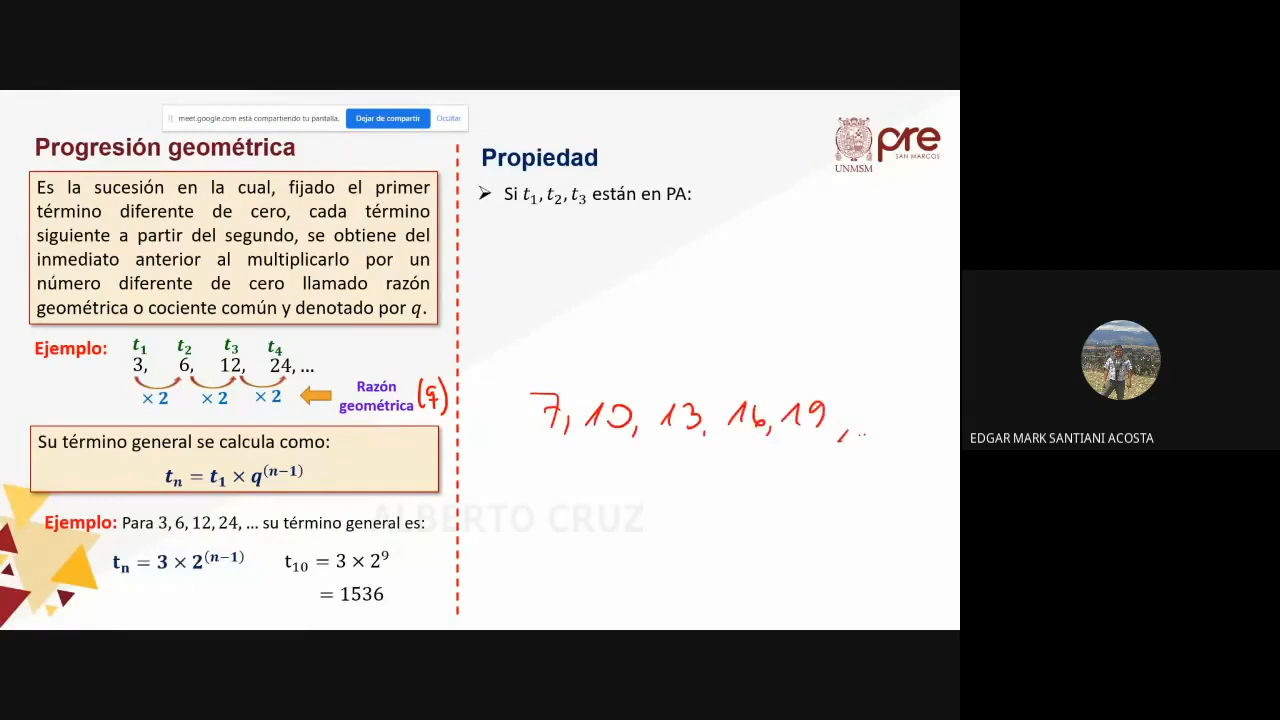 meet.google.com está compartiendo tu pantalla.
Dejar de compartir
Ocultar
Progresión geométrica
Es la sucesión en la cual, fijado el primer
término diferente de cero, cada término
siguiente a partir del segundo, se obtiene del
inmediato anterior al multiplicarlo por un
número diferente de cero llamado razón
geométrica o cociente común y denotado por q.
Ejemplo:
t₁ t₂ t₃ t₄
3, 6, 12, 24, ...
× 2 × 2 × 2
Razón
geométrica (q)
Su término general se calcula como:
tₙ = t₁ × q⁽ⁿ⁻¹⁾
Ejemplo: Para 3, 6, 12, 24, ... su término general es:
tₙ = 3 × 2⁽ⁿ⁻¹⁾
t₁₀ = 3 × 2⁹
= 1536
Propiedad
➢ Si t₁, t₂, t₃ están en PA:
7, 10, 13, 16, 19, ..
ALBERTO CRUZ
UNMSM
pre
SAN MARCOS
EDGAR MARK SANTIANI ACOSTA